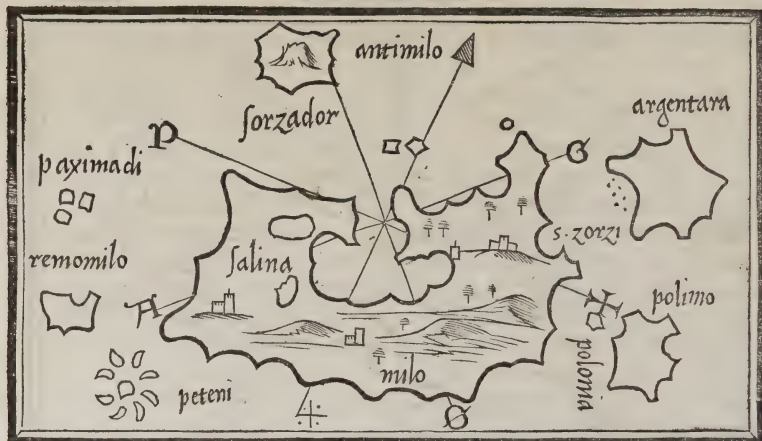 antimilo
sorzador
argentara
P
G
paximadi
s. zorzi
remomilo
salina
polimo
polonia
milo
peteni
S